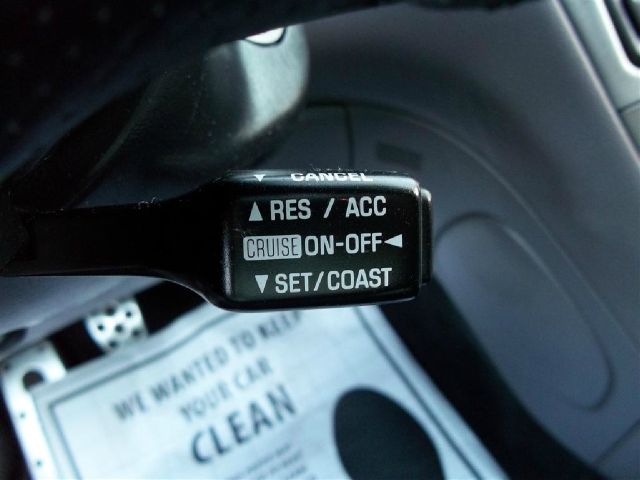 ▼ CANCEL
▲ RES / ACC
CRUISE ON-OFF ◄
▼ SET/COAST
WE WANTED TO KEEP
YOUR CAR
CLEAN